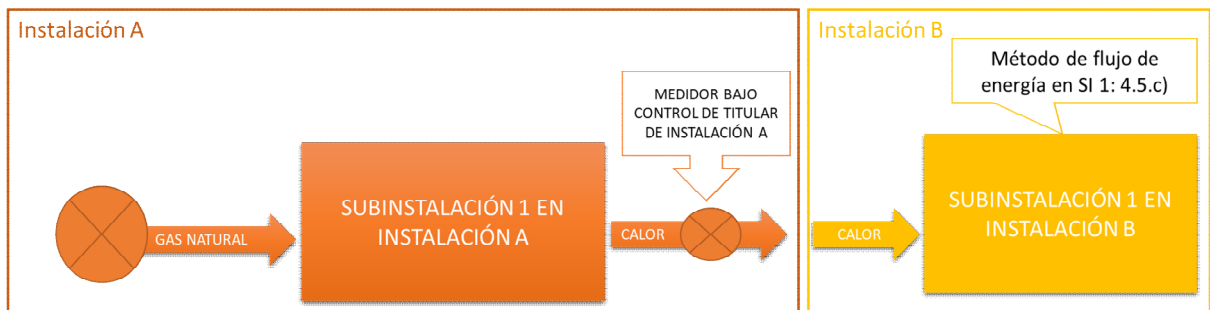 Instalación A
Instalación B
Método de flujo de
energía en SI 1: 4.5.c)
MEDIDOR BAJO
CONTROL DE TITULAR
DE INSTALACIÓN A
GAS NATURAL
SUBINSTALACIÓN 1 EN
INSTALACIÓN A
CALOR
CALOR
SUBINSTALACIÓN 1 EN
INSTALACIÓN B